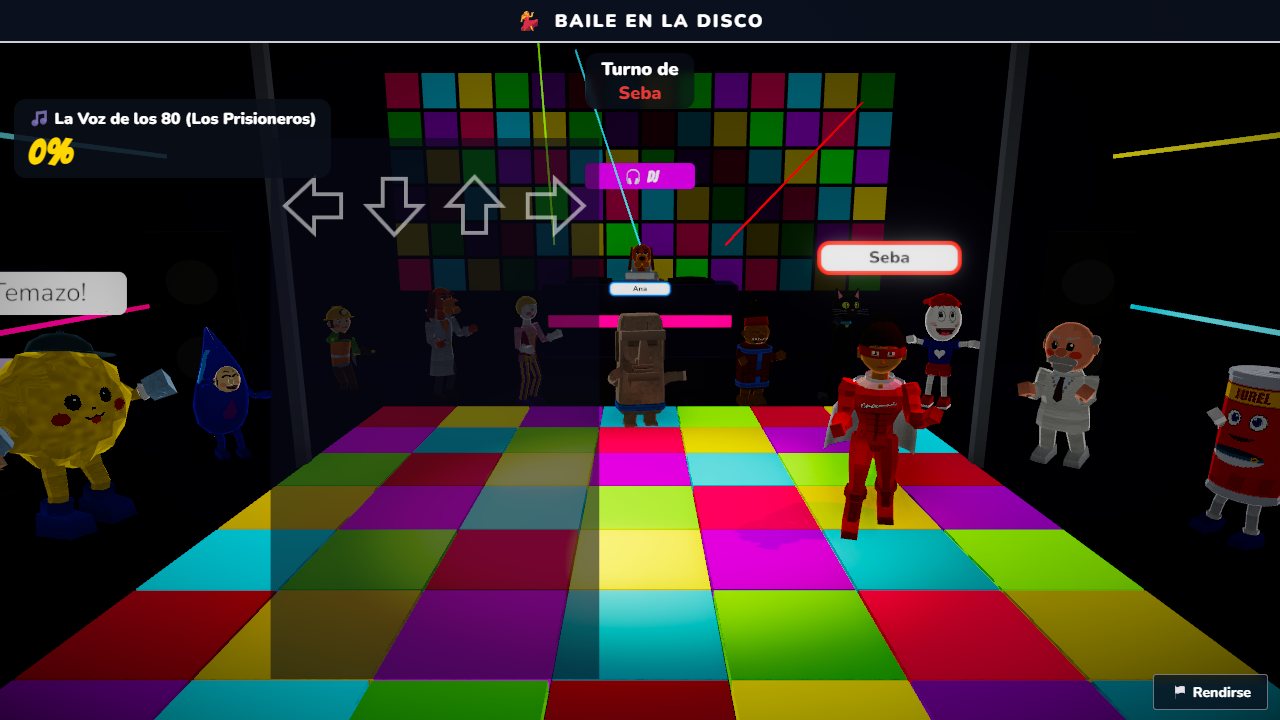 BAILE EN LA DISCO
Turno de
Seba
La Voz de los 80 (Los Prisioneros)
0%
DJ
Seba
Temazo!
Ana
JUREL
Rendirse